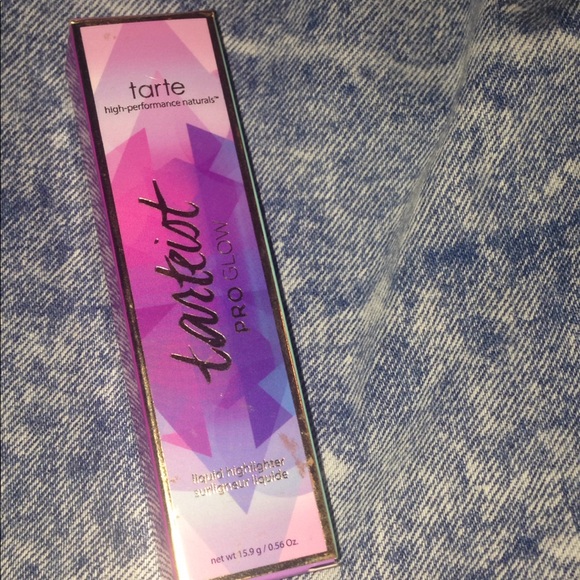 tarte
high-performance naturals™
tarteist
PRO GLOW
liquid highlighter
surligneur liquide
net wt 15.9 g / 0.56 Oz.